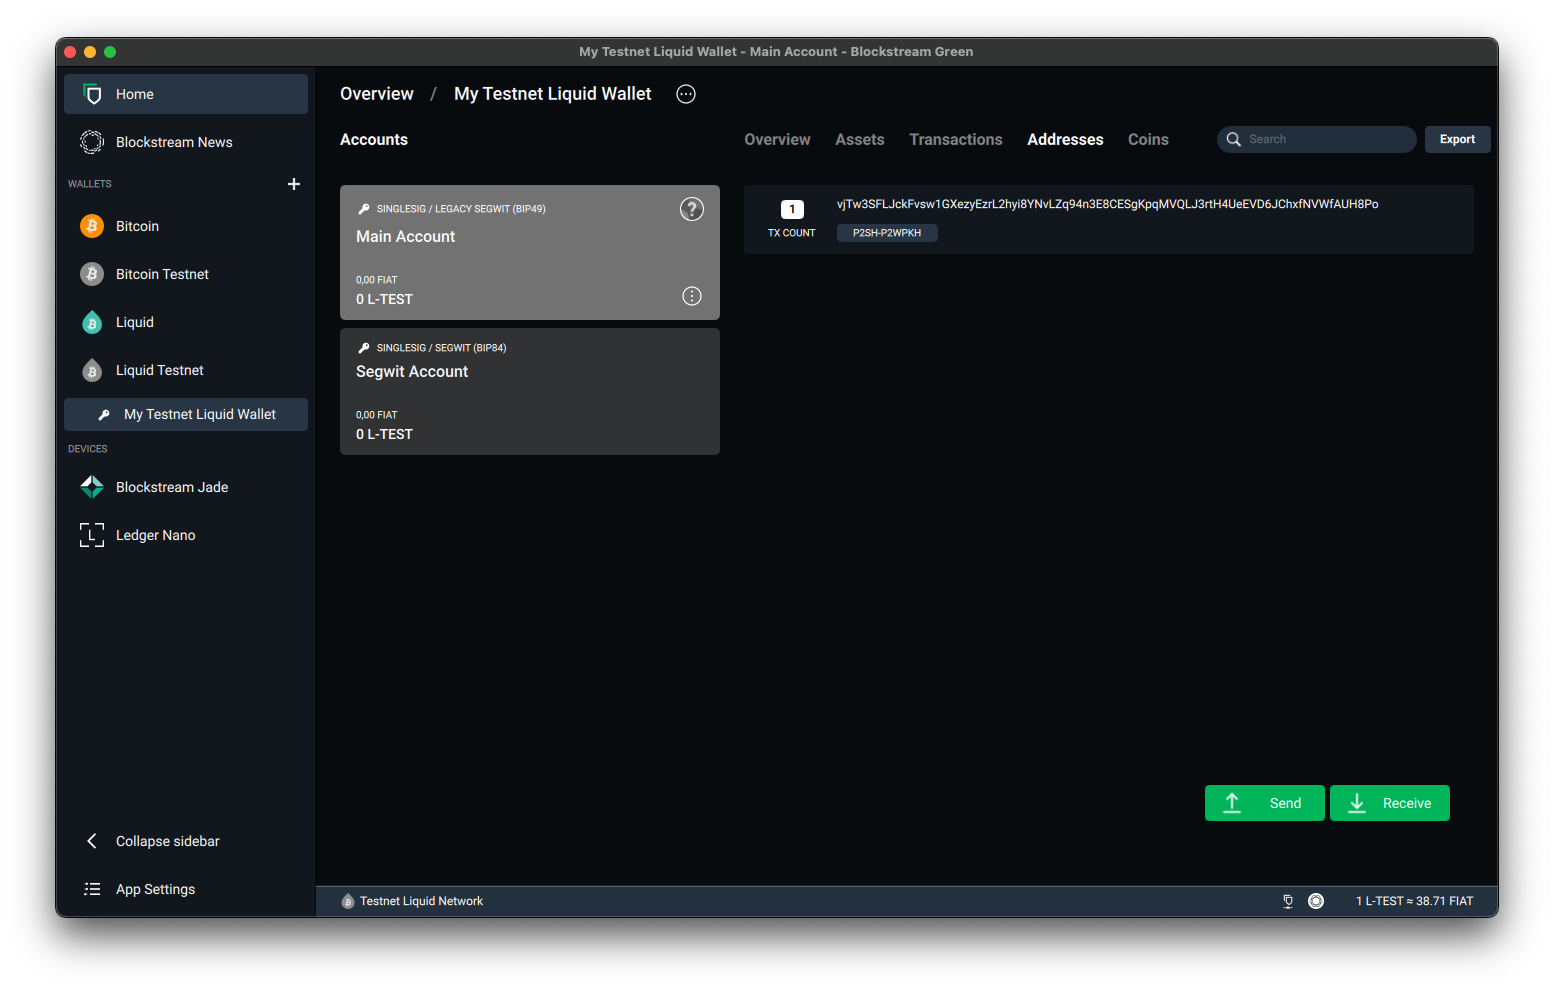 My Testnet Liquid Wallet - Main Account - Blockstream Green
Home
Blockstream News
WALLETS
Bitcoin
Bitcoin Testnet
Liquid
Liquid Testnet
My Testnet Liquid Wallet
DEVICES
Blockstream Jade
Ledger Nano
Collapse sidebar
App Settings
Overview / My Testnet Liquid Wallet
Accounts
SINGLESIG / LEGACY SEGWIT (BIP49)
Main Account
0,00 FIAT
0 L-TEST
SINGLESIG / SEGWIT (BIP84)
Segwit Account
0,00 FIAT
0 L-TEST
Overview Assets Transactions Addresses Coins
Search
Export
1
TX COUNT
vjTw3SFLJckFvsw1GXezyEzrL2hyi8YNvLZq94n3E8CESgKpqMVQLJ3rtH4UeEVD6JChxfNVWfAUH8Po
P2SH-P2WPKH
Send
Receive
Testnet Liquid Network
1 L-TEST ≈ 38.71 FIAT